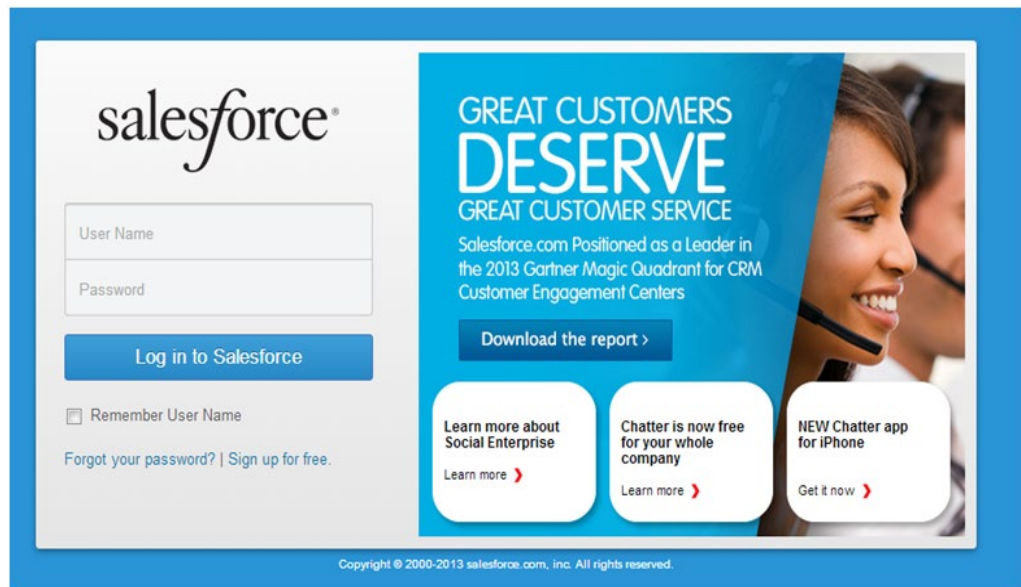 salesforce®
User Name
Password
Log in to Salesforce
Remember User Name
Forgot your password? | Sign up for free.
GREAT CUSTOMERS
DESERVE
GREAT CUSTOMER SERVICE
Salesforce.com Positioned as a Leader in
the 2013 Gartner Magic Quadrant for CRM
Customer Engagement Centers
Download the report ›
Learn more about
Social Enterprise
Learn more ❯
Chatter is now free
for your whole
company
Learn more ❯
NEW Chatter app
for iPhone
Get it now ❯
Copyright © 2000-2013 salesforce.com, inc. All rights reserved.